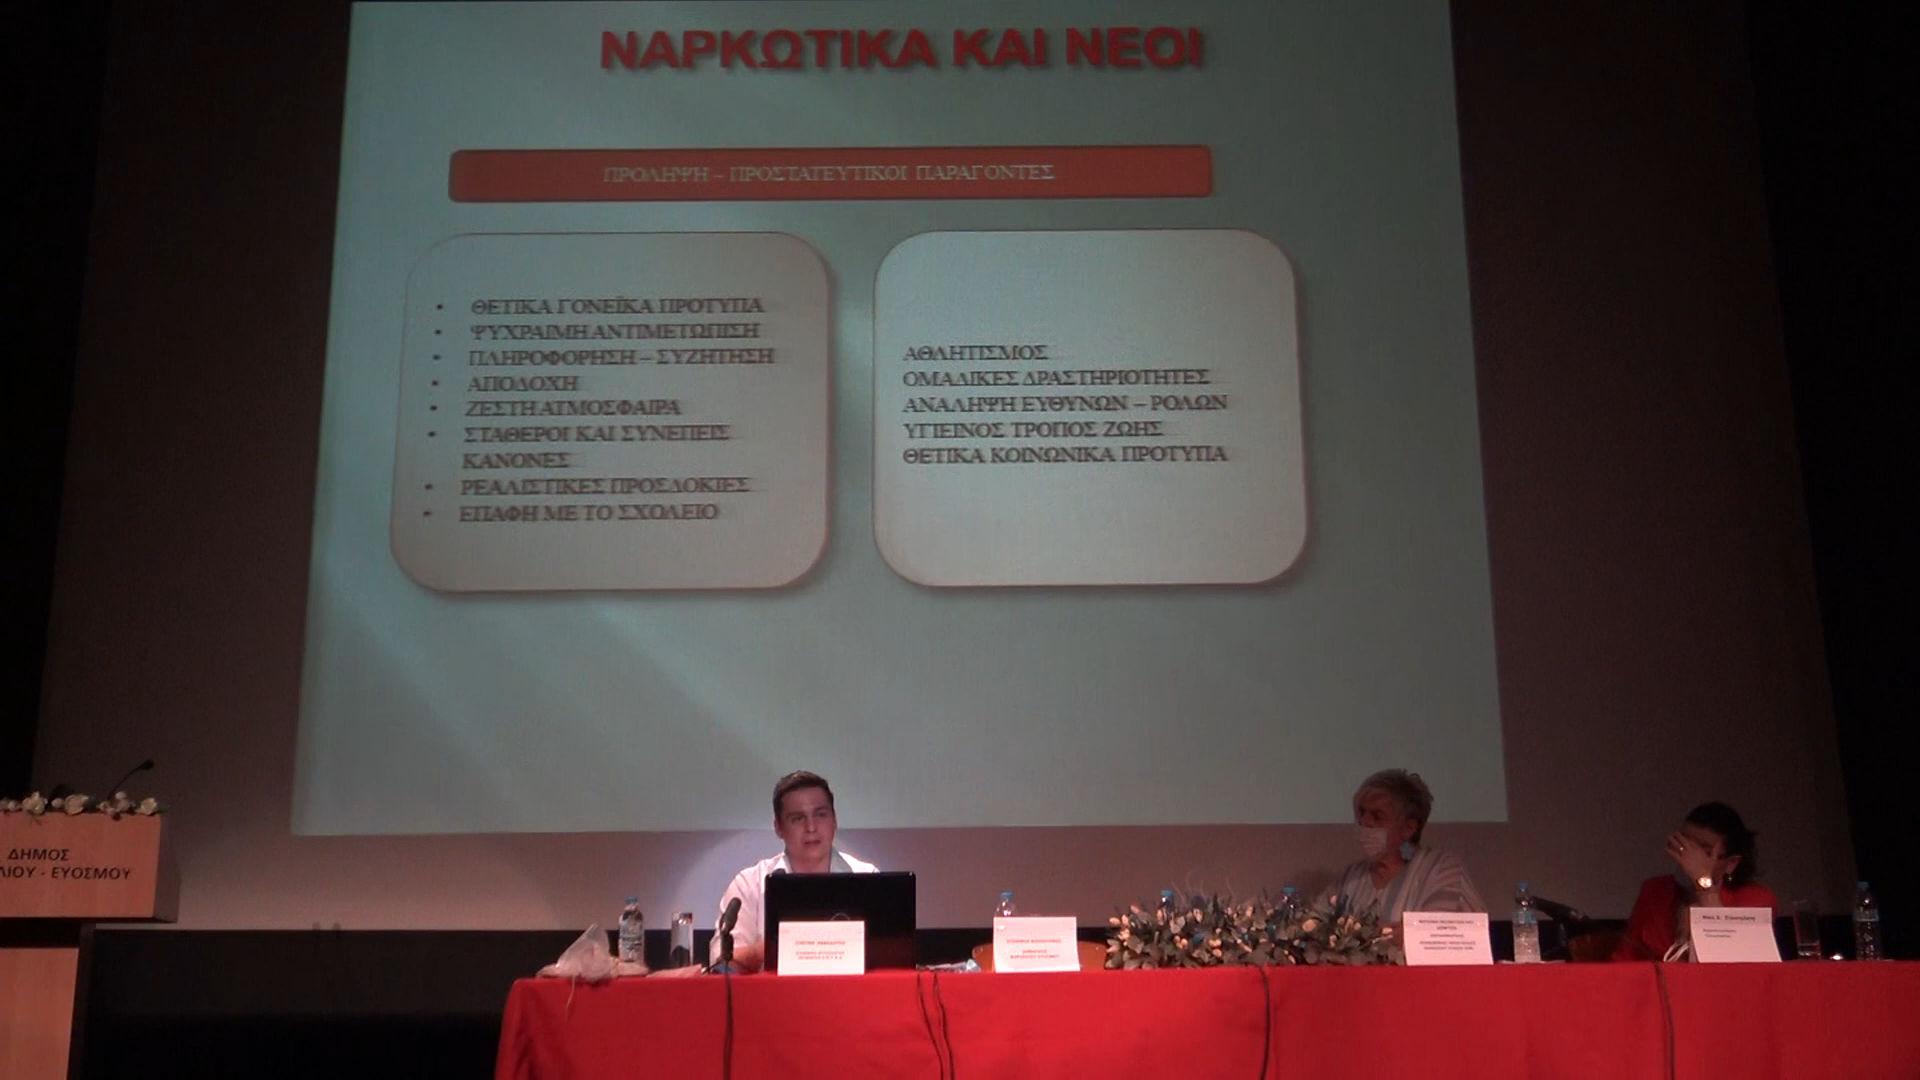 ΝΑΡΚΩΤΙΚΑ ΚΑΙ ΝΕΟΙ
ΠΡΟΛΗΨΗ – ΠΡΟΣΤΑΤΕΥΤΙΚΟΙ ΠΑΡΑΓΟΝΤΕΣ
• ΘΕΤΙΚΑ ΓΟΝΕΪΚΑ ΠΡΟΤΥΠΑ
• ΨΥΧΡΑΙΜΗ ΑΝΤΙΜΕΤΩΠΙΣΗ
• ΠΛΗΡΟΦΟΡΗΣΗ – ΣΥΖΗΤΗΣΗ
• ΑΠΟΔΟΧΗ
• ΖΕΣΤΗ ΑΤΜΟΣΦΑΙΡΑ
• ΣΤΑΘΕΡΟΙ ΚΑΙ ΣΥΝΕΠΕΙΣ
ΚΑΝΟΝΕΣ
• ΡΕΑΛΙΣΤΙΚΕΣ ΠΡΟΣΔΟΚΙΕΣ
• ΕΠΑΦΗ ΜΕ ΤΟ ΣΧΟΛΕΙΟ
ΑΘΛΗΤΙΣΜΟΣ
ΟΜΑΔΙΚΕΣ ΔΡΑΣΤΗΡΙΟΤΗΤΕΣ
ΑΝΑΛΗΨΗ ΕΥΘΥΝΩΝ – ΡΟΛΩΝ
ΥΓΙΕΙΝΟΣ ΤΡΟΠΟΣ ΖΩΗΣ
ΘΕΤΙΚΑ ΚΟΙΝΩΝΙΚΑ ΠΡΟΤΥΠΑ
ΔΗΜΟΣ
ΛΙΟΥ - ΕΥΟΣΜΟΥ